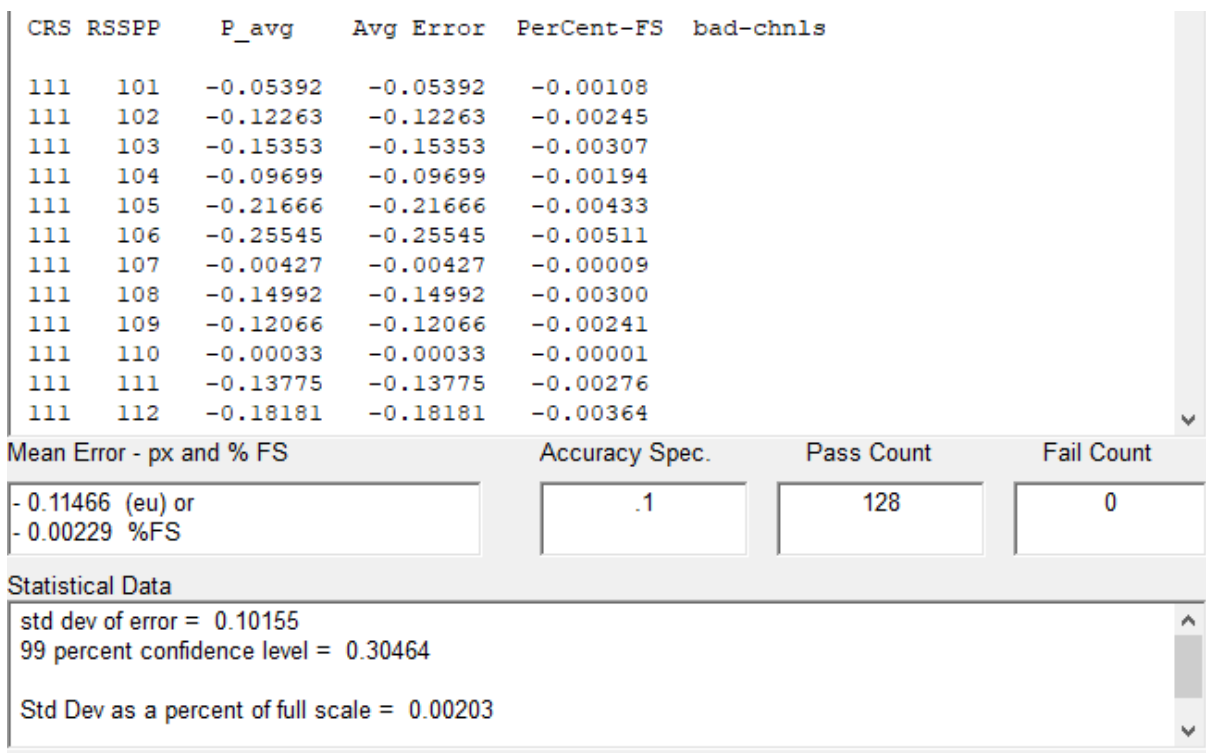 CRS RSSPP P_avg Avg Error PerCent-FS bad-chnls
111 101 -0.05392 -0.05392 -0.00108
111 102 -0.12263 -0.12263 -0.00245
111 103 -0.15353 -0.15353 -0.00307
111 104 -0.09699 -0.09699 -0.00194
111 105 -0.21666 -0.21666 -0.00433
111 106 -0.25545 -0.25545 -0.00511
111 107 -0.00427 -0.00427 -0.00009
111 108 -0.14992 -0.14992 -0.00300
111 109 -0.12066 -0.12066 -0.00241
111 110 -0.00033 -0.00033 -0.00001
111 111 -0.13775 -0.13775 -0.00276
111 112 -0.18181 -0.18181 -0.00364
Mean Error - px and % FS Accuracy Spec. Pass Count Fail Count
- 0.11466 (eu) or .1 128 0
- 0.00229 %FS
Statistical Data
std dev of error = 0.10155
99 percent confidence level = 0.30464
Std Dev as a percent of full scale = 0.00203